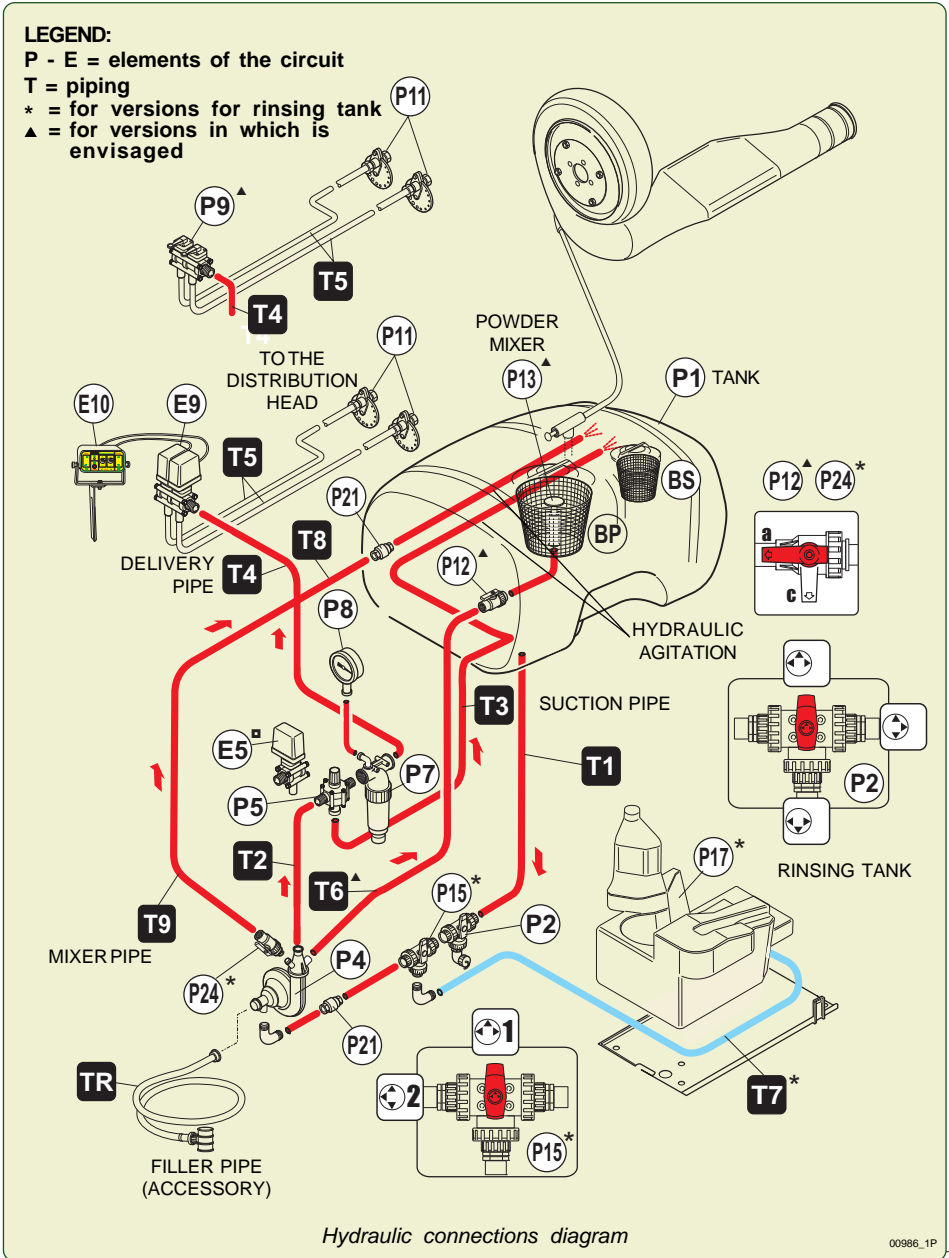 LEGEND:
P - E = elements of the circuit
T = piping
* = for versions for rinsing tank
▲ = for versions in which is
envisaged
P11
P9 ▲
T5
T4
T4
TO THE
DISTRIBUTION
HEAD
P11
POWDER
MIXER
P13 ▲
P1 TANK
E10
E9
T5
P21
BS
BP
P12 ▲ P24 *
a
c
T8
DELIVERY
PIPE
T4
P12 ▲
P8
HYDRAULIC
AGITATION
T3
SUCTION PIPE
E5
P7
T1
P5
P2
T2
P17 *
RINSING TANK
T6 ▲
P15 *
T9
P2
MIXER PIPE
P4
P24 *
P21
1
TR
2
T7 *
P15 *
FILLER PIPE
(ACCESSORY)
Hydraulic connections diagram
00986_1P